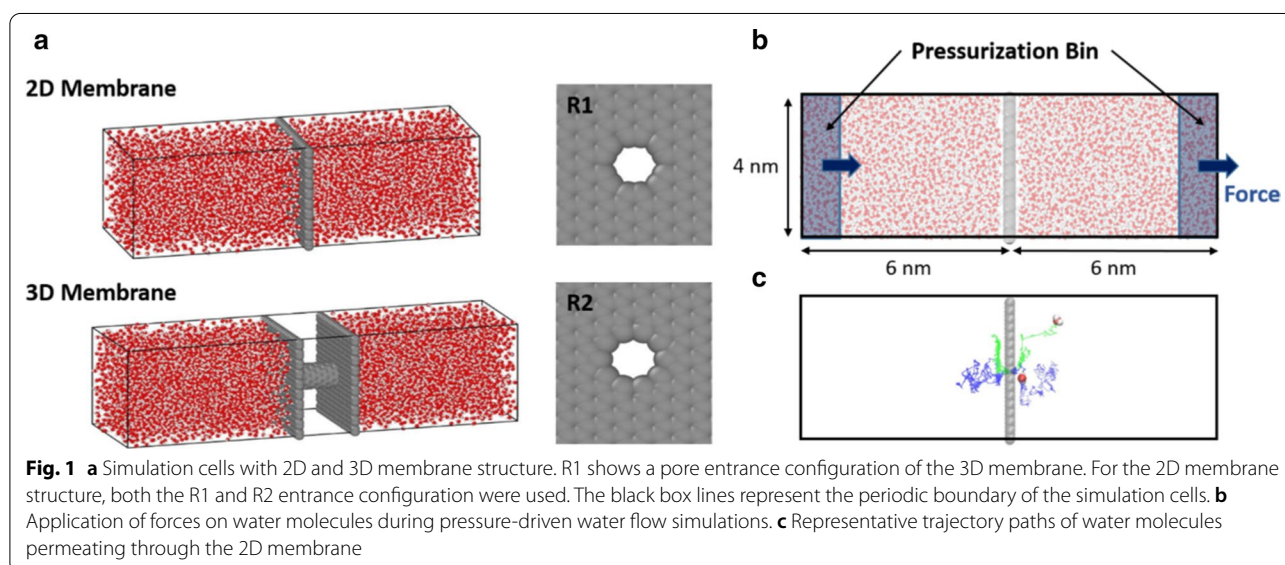 a
2D Membrane
R1
3D Membrane
R2
b
Pressurization Bin
4 nm
Force
6 nm
6 nm
c
Fig. 1 a Simulation cells with 2D and 3D membrane structure. R1 shows a pore entrance configuration of the 3D membrane. For the 2D membrane
structure, both the R1 and R2 entrance configuration were used. The black box lines represent the periodic boundary of the simulation cells. b
Application of forces on water molecules during pressure-driven water flow simulations. c Representative trajectory paths of water molecules
permeating through the 2D membrane